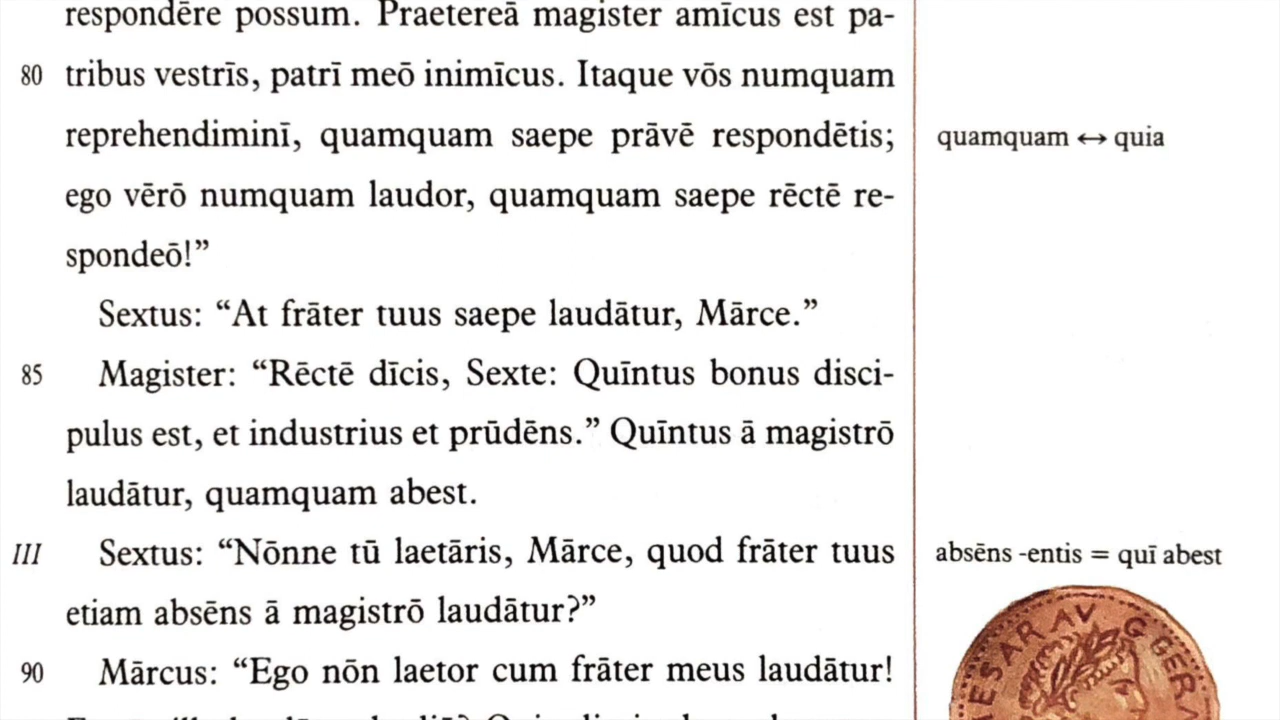 respondēre possum. Praetereā magister amīcus est pa-
80 tribus vestrīs, patrī meō inimīcus. Itaque vōs numquam
reprehendiminī, quamquam saepe prāvē respondētis;
quamquam ↔ quia
ego vērō numquam laudor, quamquam saepe rēctē re-
spondeō!”
Sextus: “At frāter tuus saepe laudātur, Mārce.”
85 Magister: “Rēctē dīcis, Sexte: Quīntus bonus disci-
pulus est, et industrius et prūdēns.” Quīntus ā magistrō
laudātur, quamquam abest.
III Sextus: “Nōnne tū laetāris, Mārce, quod frāter tuus
absēns -entis = quī abest
etiam absēns ā magistrō laudātur?”
90 Mārcus: “Ego nōn laetor cum frāter meus laudātur!